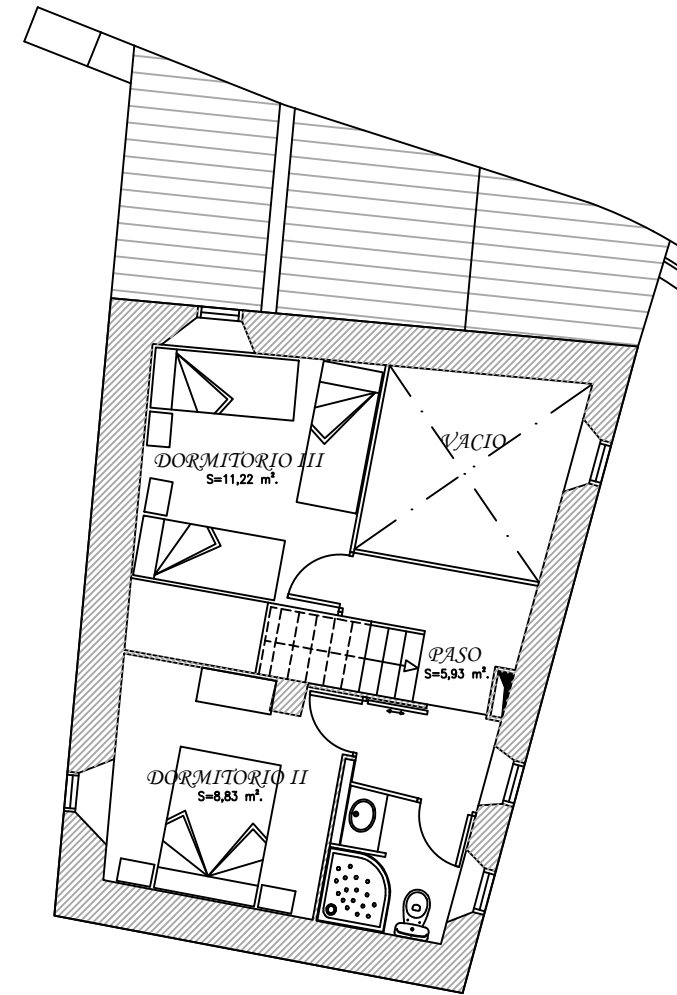 VACIO
DORMITORIO III
S=11,22 m².
PASO
S=5,93 m².
DORMITORIO II
S=8,83 m².